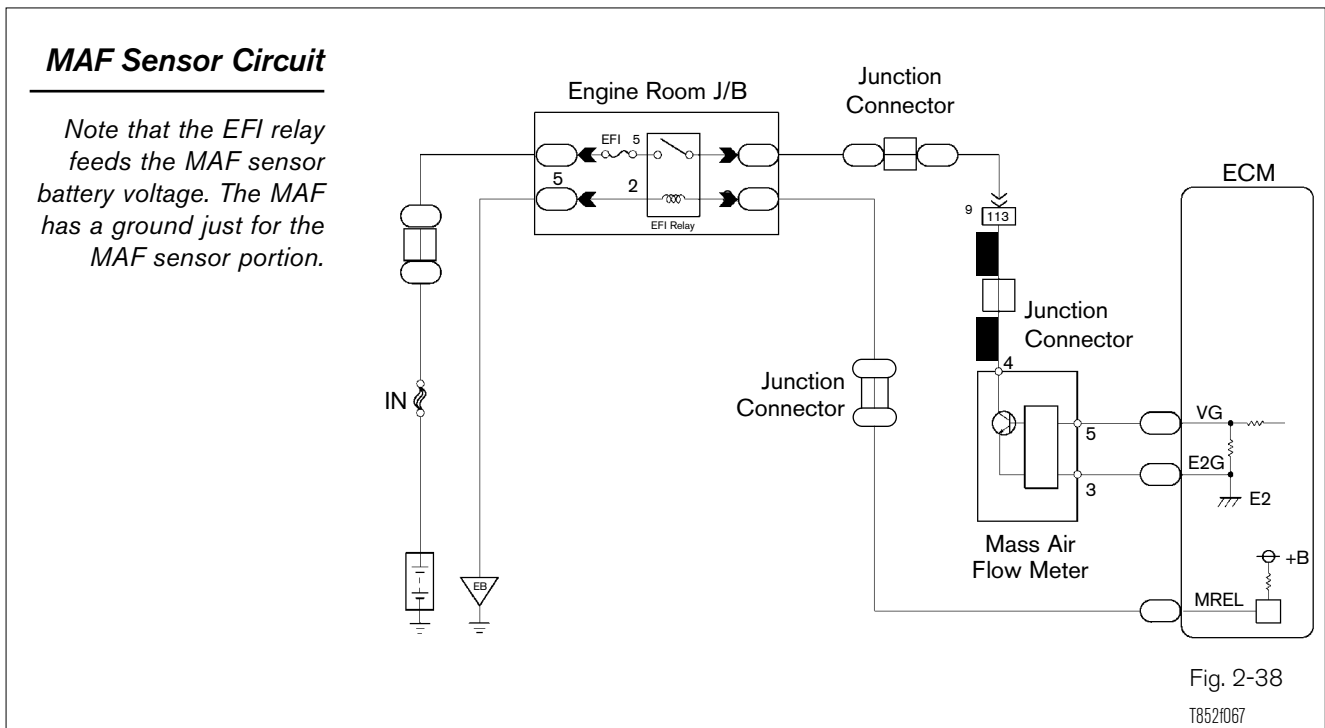 MAF Sensor Circuit
Note that the EFI relay
feeds the MAF sensor
battery voltage. The MAF
has a ground just for the
MAF sensor portion.
Engine Room J/B
EFI
5
5
2
EFI Relay
Junction
Connector
9
113
Junction
Connector
4
5
3
Mass Air
Flow Meter
Junction
Connector
IN
EB
ECM
VG
E2G
E2
+B
MREL
Fig. 2-38
T852f067